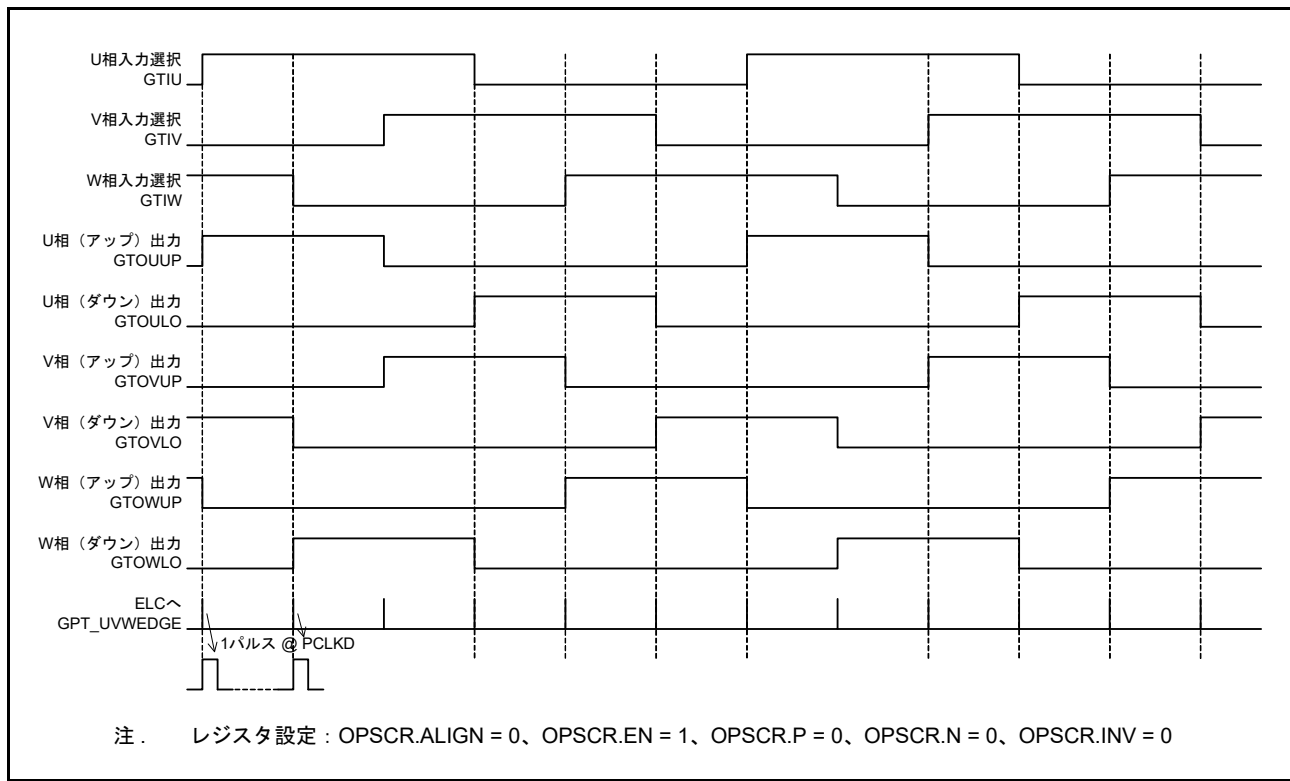 U相入力選択
GTIU
V相入力選択
GTIV
W相入力選択
GTIW
U相（アップ）出力
GTOUUP
U相（ダウン）出力
GTOULO
V相（アップ）出力
GTOVUP
V相（ダウン）出力
GTOVLO
W相（アップ）出力
GTOWUP
W相（ダウン）出力
GTOWLO
ELCへ
GPT_UVWEDGE
1パルス @ PCLKD
注． レジスタ設定：OPSCR.ALIGN = 0、OPSCR.EN = 1、OPSCR.P = 0、OPSCR.N = 0、OPSCR.INV = 0